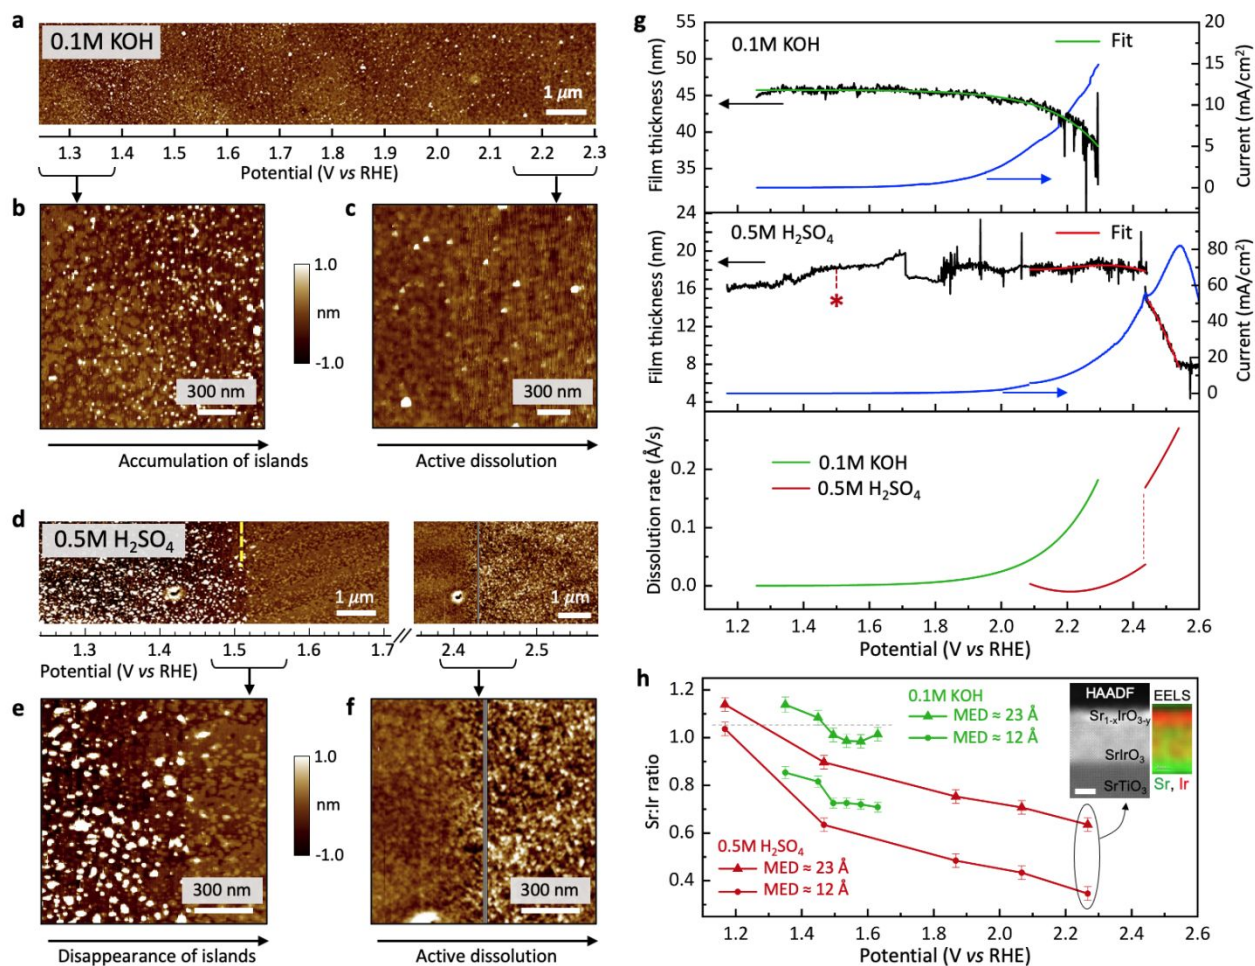 a
0.1M KOH
1 μm
1.3 1.4 1.5 1.6 1.7 1.8 1.9 2.0 2.1 2.2 2.3
Potential (V vs RHE)
b
c
1.0
nm
-1.0
300 nm
300 nm
Accumulation of islands
Active dissolution
d
0.5M H₂SO₄
1 μm
1 μm
1.3 1.4 1.5 1.6 1.7 // 2.4 2.5
Potential (V vs RHE)
e
f
1.0
nm
-1.0
300 nm
300 nm
Disappearance of islands
Active dissolution
g
0.1M KOH
Fit
Film thickness (nm)
55
50
45
40
35
Current (mA/cm²)
20
15
10
5
0
0.5M H₂SO₄
Fit
*
Film thickness (nm)
24
20
18
16
12
8
6
4
Current (mA/cm²)
80
60
40
20
0
Dissolution rate (Å/s)
0.2
0.1
0.0
0.1M KOH
0.5M H₂SO₄
1.2 1.4 1.6 1.8 2.0 2.2 2.4 2.6
Potential (V vs RHE)
h
Sr:Ir ratio
1.2
1.0
0.8
0.6
0.4
0.1M KOH
MED ≈ 23 Å
MED ≈ 12 Å
0.5M H₂SO₄
MED ≈ 23 Å
MED ≈ 12 Å
HAADF
EELS
Sr₁₋ₓIrO₃₋ᵧ
SrIrO₃
SrTiO₃
Sr, Ir
1.2 1.4 1.6 1.8 2.0 2.2 2.4 2.6
Potential (V vs RHE)